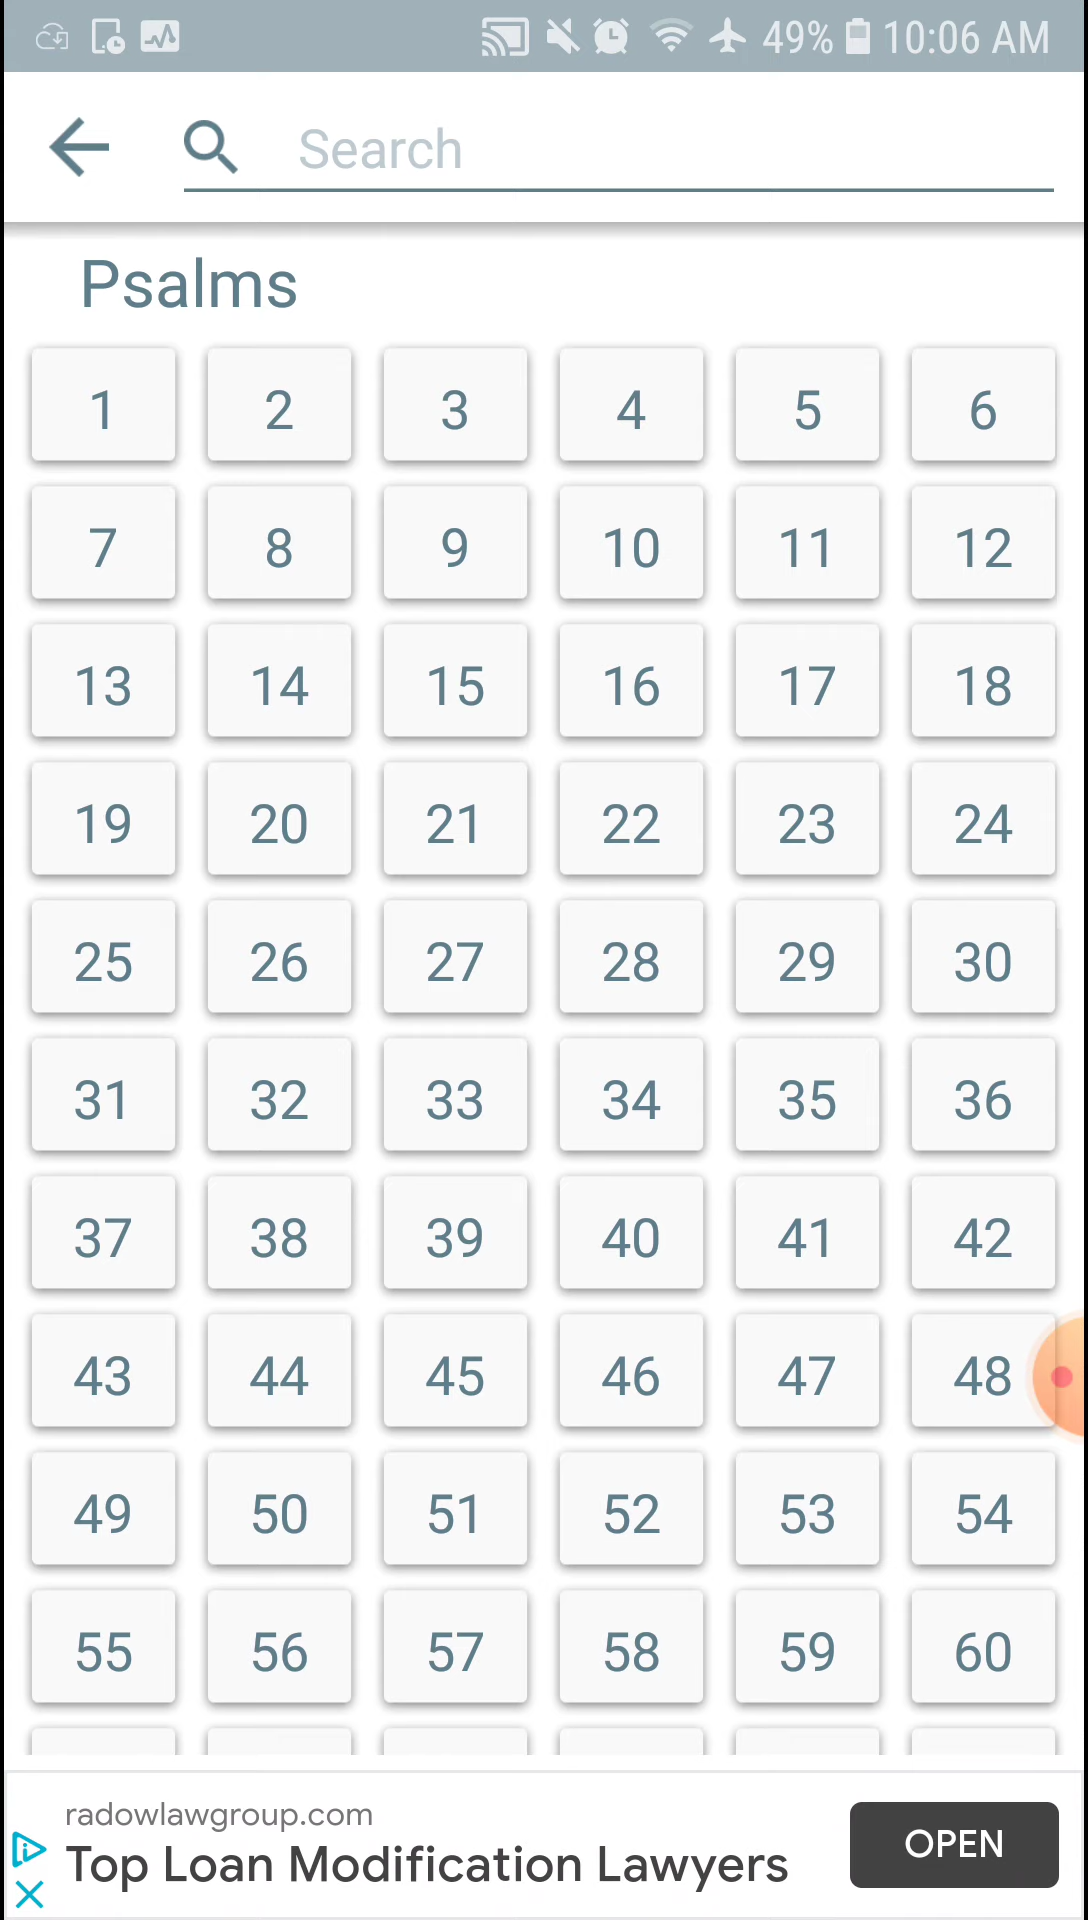 49% 10:06 AM
Search
Psalms
1 2 3 4 5 6
7 8 9 10 11 12
13 14 15 16 17 18
19 20 21 22 23 24
25 26 27 28 29 30
31 32 33 34 35 36
37 38 39 40 41 42
43 44 45 46 47 48
49 50 51 52 53 54
55 56 57 58 59 60
radowlawgroup.com
Top Loan Modification Lawyers
OPEN